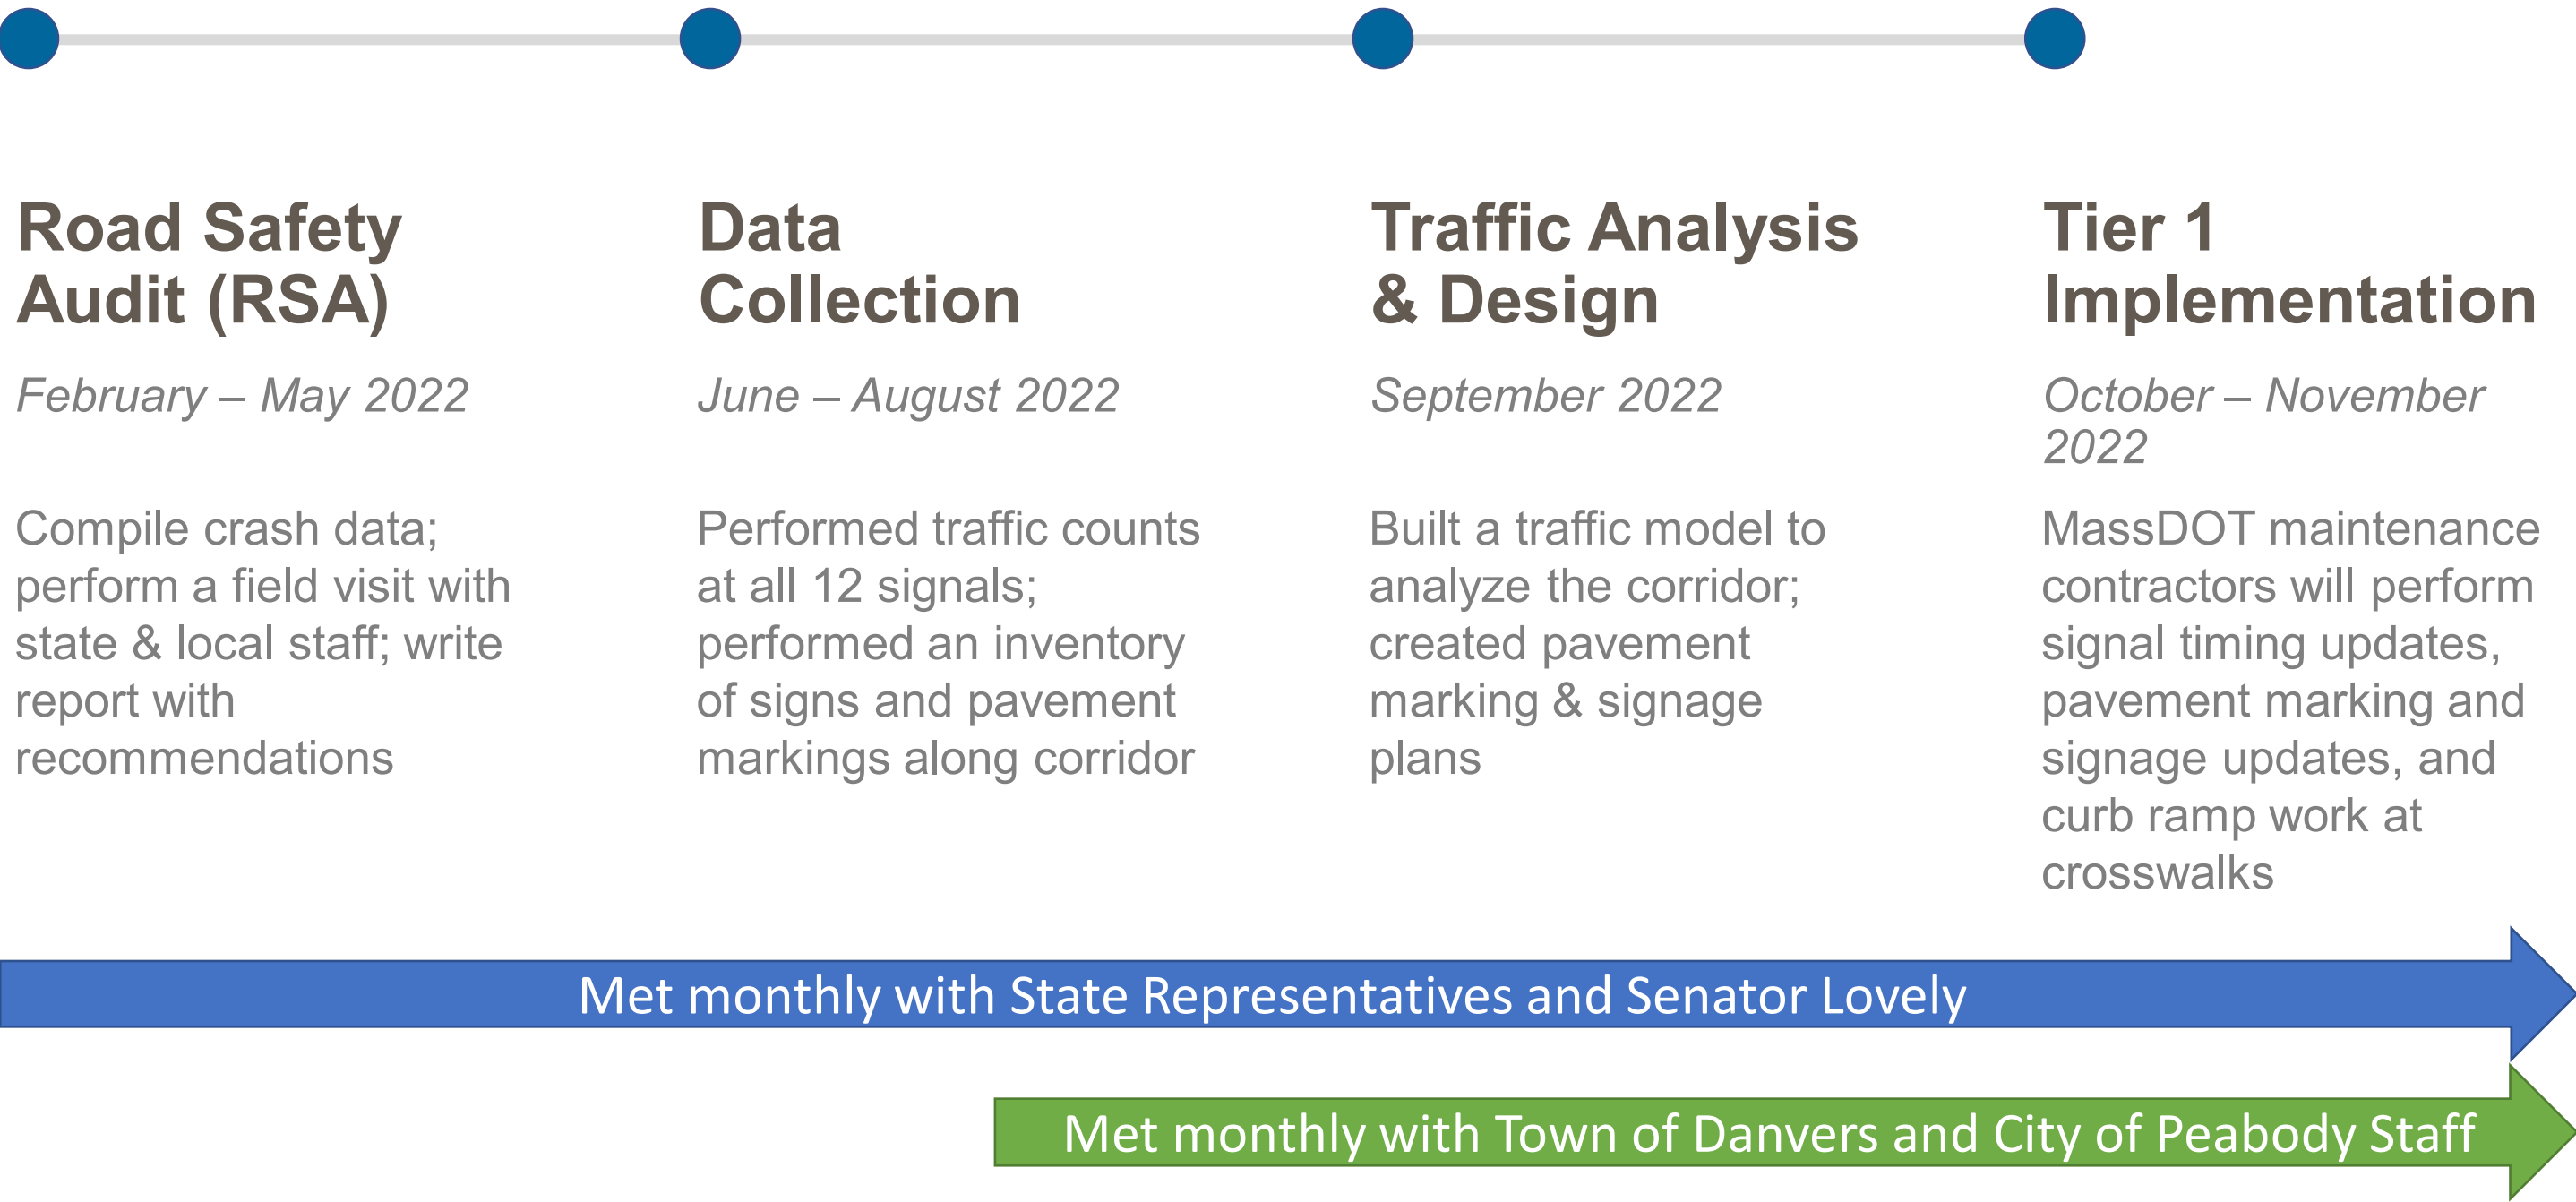 Road Safety
Audit (RSA)
February – May 2022
Compile crash data;
perform a field visit with
state & local staff; write
report with
recommendations
Data
Collection
June – August 2022
Performed traffic counts
at all 12 signals;
performed an inventory
of signs and pavement
markings along corridor
Traffic Analysis
& Design
September 2022
Built a traffic model to
analyze the corridor;
created pavement
marking & signage
plans
Tier 1
Implementation
October – November
2022
MassDOT maintenance
contractors will perform
signal timing updates,
pavement marking and
signage updates, and
curb ramp work at
crosswalks
Met monthly with State Representatives and Senator Lovely
Met monthly with Town of Danvers and City of Peabody Staff